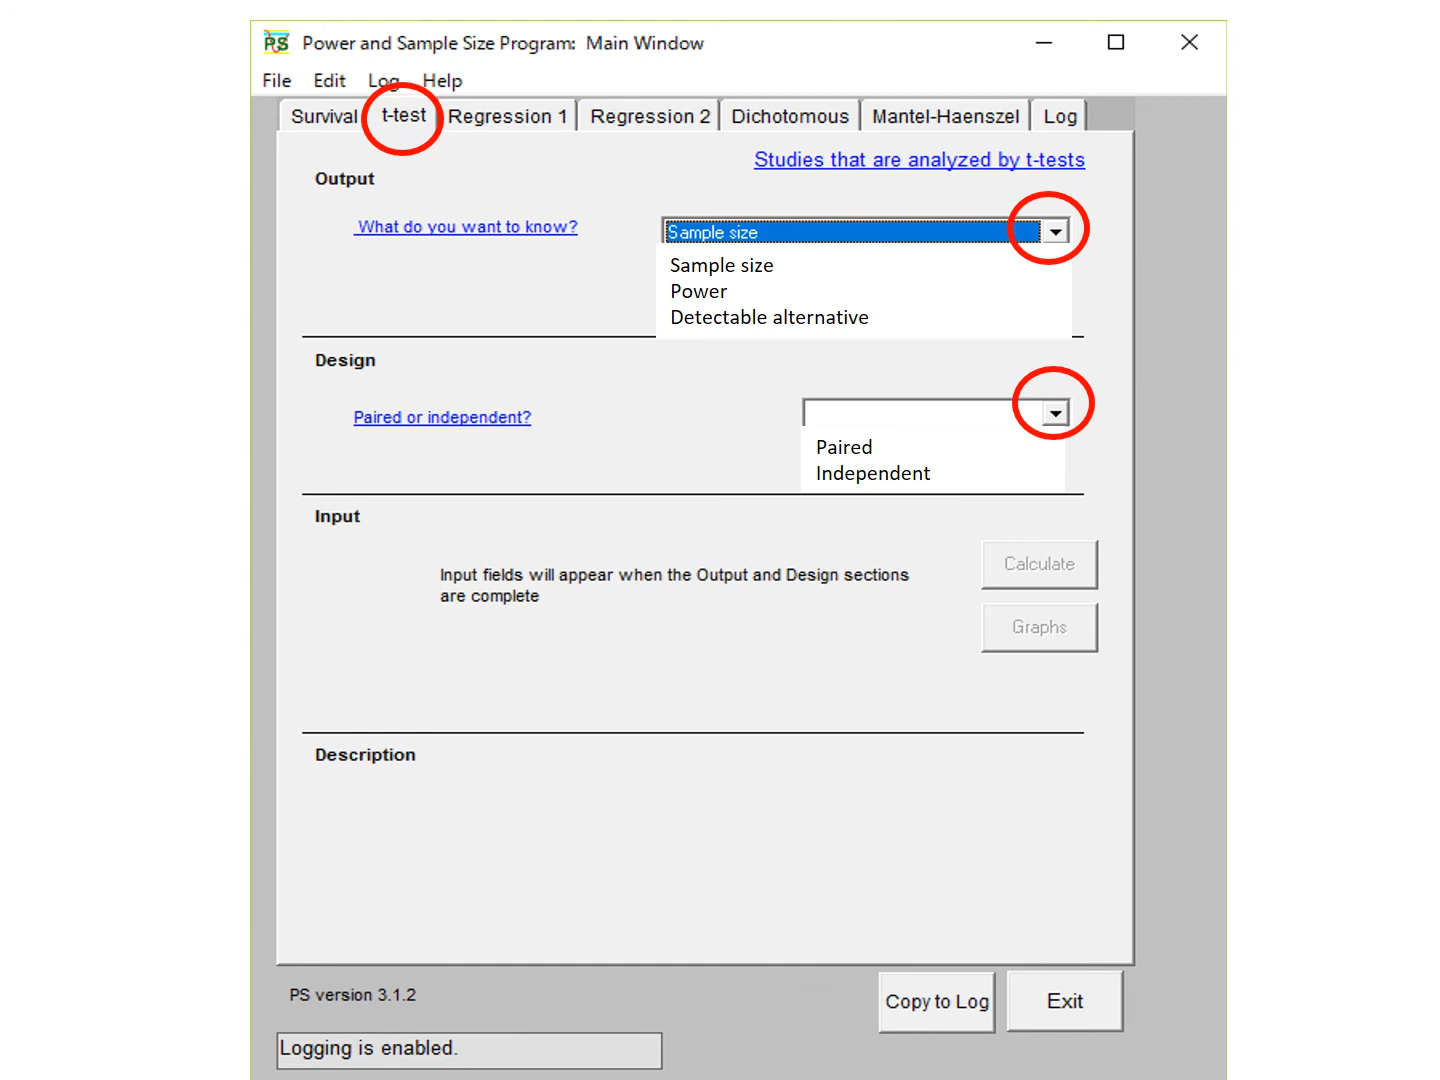 PS Power and Sample Size Program: Main Window
File Edit Log Help
Survival t-test Regression 1 Regression 2 Dichotomous Mantel-Haenszel Log
Studies that are analyzed by t-tests
Output
What do you want to know?
Sample size
Sample size
Power
Detectable alternative
Design
Paired or independent?
Paired
Independent
Input
Input fields will appear when the Output and Design sections
are complete
Calculate
Graphs
Description
PS version 3.1.2
Copy to Log
Exit
Logging is enabled.